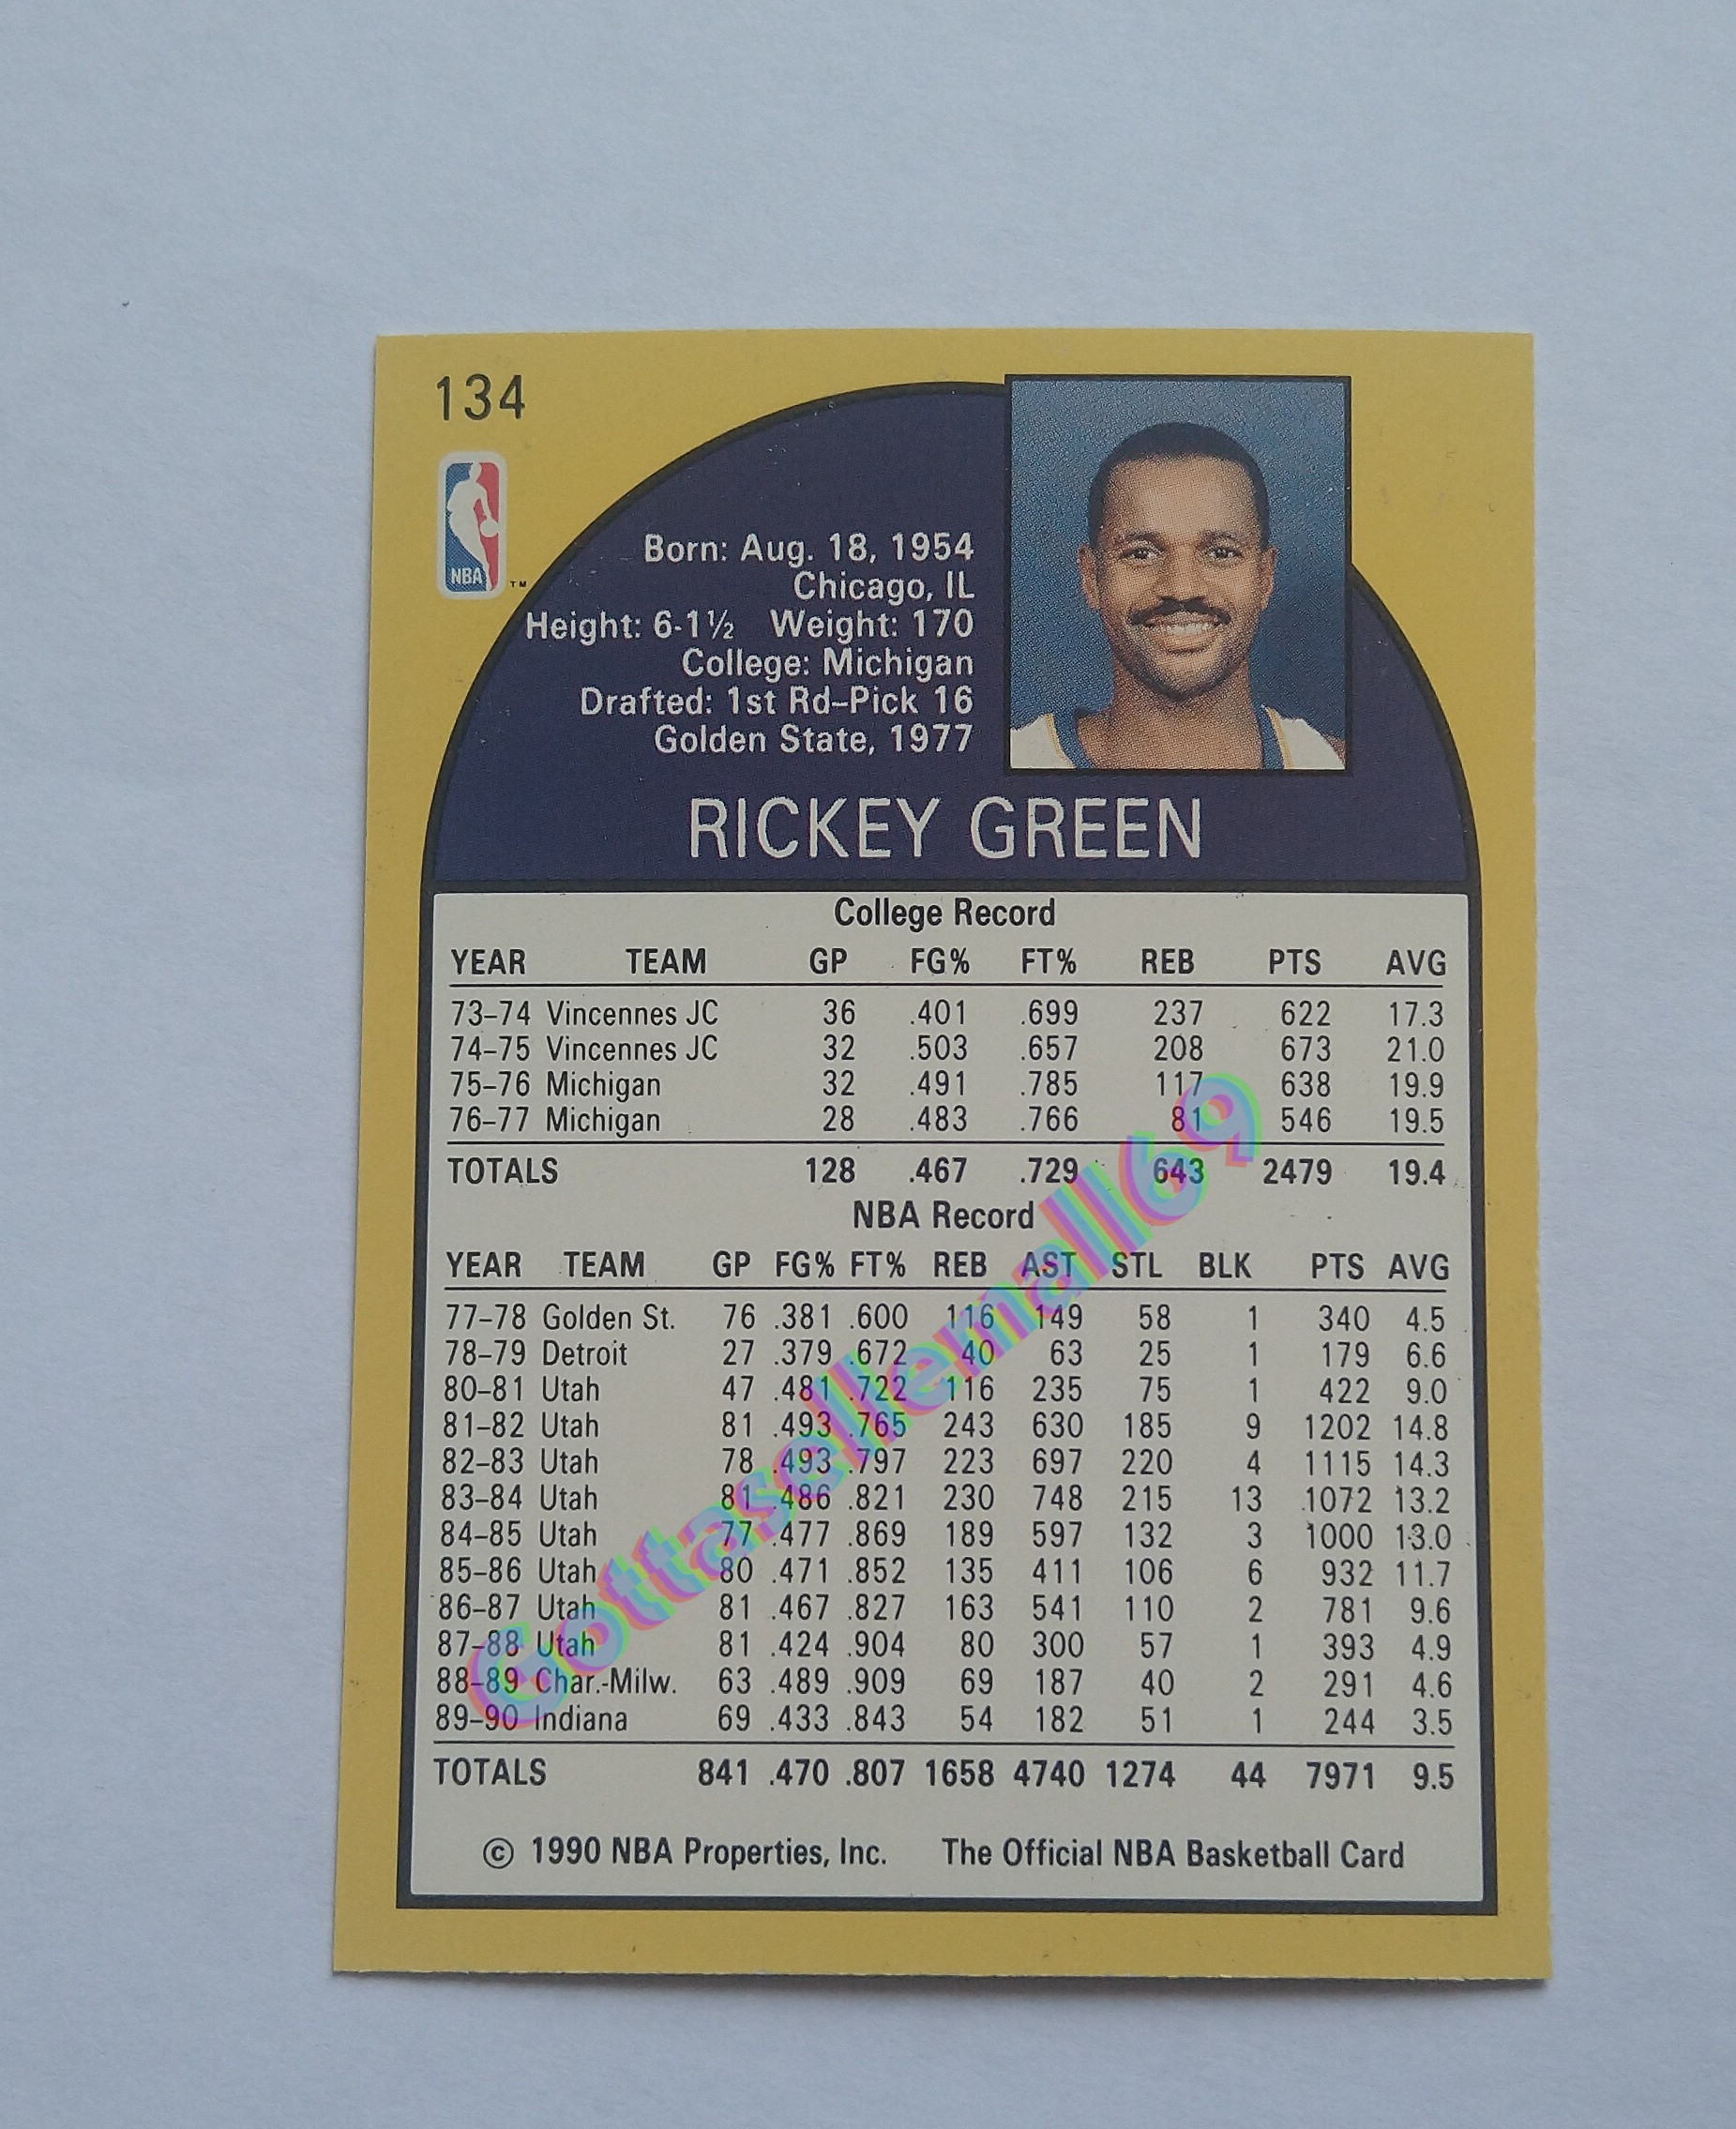 134
NBA
TM
Born: Aug. 18, 1954
Chicago, IL
Height: 6-1½ Weight: 170
College: Michigan
Drafted: 1st Rd–Pick 16
Golden State, 1977
RICKEY GREEN
College Record
YEAR TEAM GP FG% FT% REB PTS AVG
73–74 Vincennes JC 36 .401 .699 237 622 17.3
74–75 Vincennes JC 32 .503 .657 208 673 21.0
75–76 Michigan 32 .491 .785 117 638 19.9
76–77 Michigan 28 .483 .766 81 546 19.5
TOTALS 128 .467 .729 643 2479 19.4
NBA Record
YEAR TEAM GP FG% FT% REB AST STL BLK PTS AVG
77–78 Golden St. 76 .381 .600 116 149 58 1 340 4.5
78–79 Detroit 27 .379 .672 40 63 25 1 179 6.6
80–81 Utah 47 .481 .722 116 235 75 1 422 9.0
81–82 Utah 81 .493 .765 243 630 185 9 1202 14.8
82–83 Utah 78 .493 .797 223 697 220 4 1115 14.3
83–84 Utah 81 .486 .821 230 748 215 13 1072 13.2
84–85 Utah 77 .477 .869 189 597 132 3 1000 13.0
85–86 Utah 80 .471 .852 135 411 106 6 932 11.7
86–87 Utah 81 .467 .827 163 541 110 2 781 9.6
87–88 Utah 81 .424 .904 80 300 57 1 393 4.9
88–89 Char.-Milw. 63 .489 .909 69 187 40 2 291 4.6
89–90 Indiana 69 .433 .843 54 182 51 1 244 3.5
TOTALS 841 .470 .807 1658 4740 1274 44 7971 9.5
© 1990 NBA Properties, Inc. The Official NBA Basketball Card
Gottasellemall69